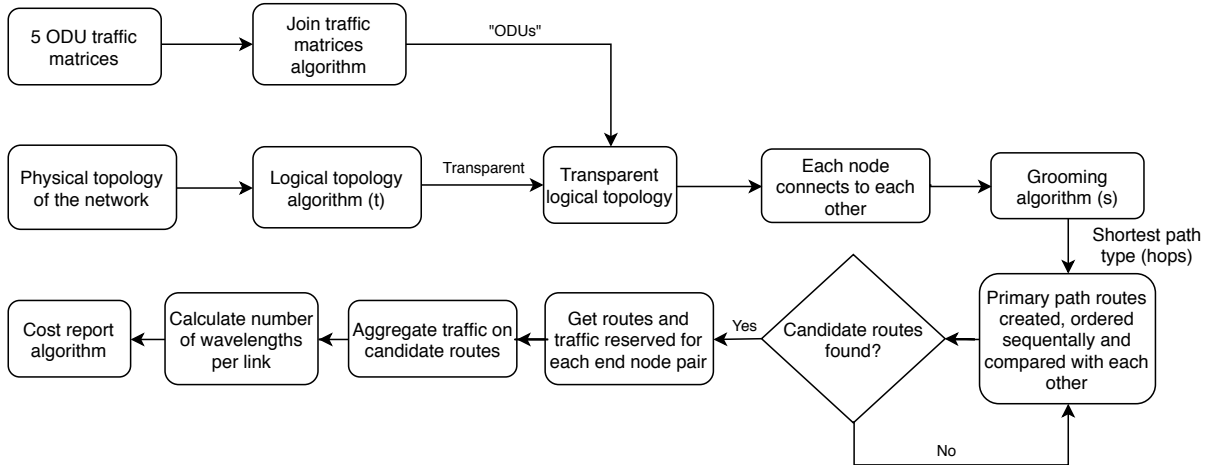 5 ODU traffic
matrices
Join traffic
matrices
algorithm
"ODUs"
Physical topology
of the network
Logical topology
algorithm (t)
Transparent
Transparent
logical topology
Each node
connects to each
other
Grooming
algorithm (s)
Shortest path
type (hops)
Primary path routes
created, ordered
sequentally and
compared with each
other
Candidate routes
found?
Yes
No
Get routes and
traffic reserved for
each end node pair
Aggregate traffic on
candidate routes
Calculate number
of wavelengths
per link
Cost report
algorithm